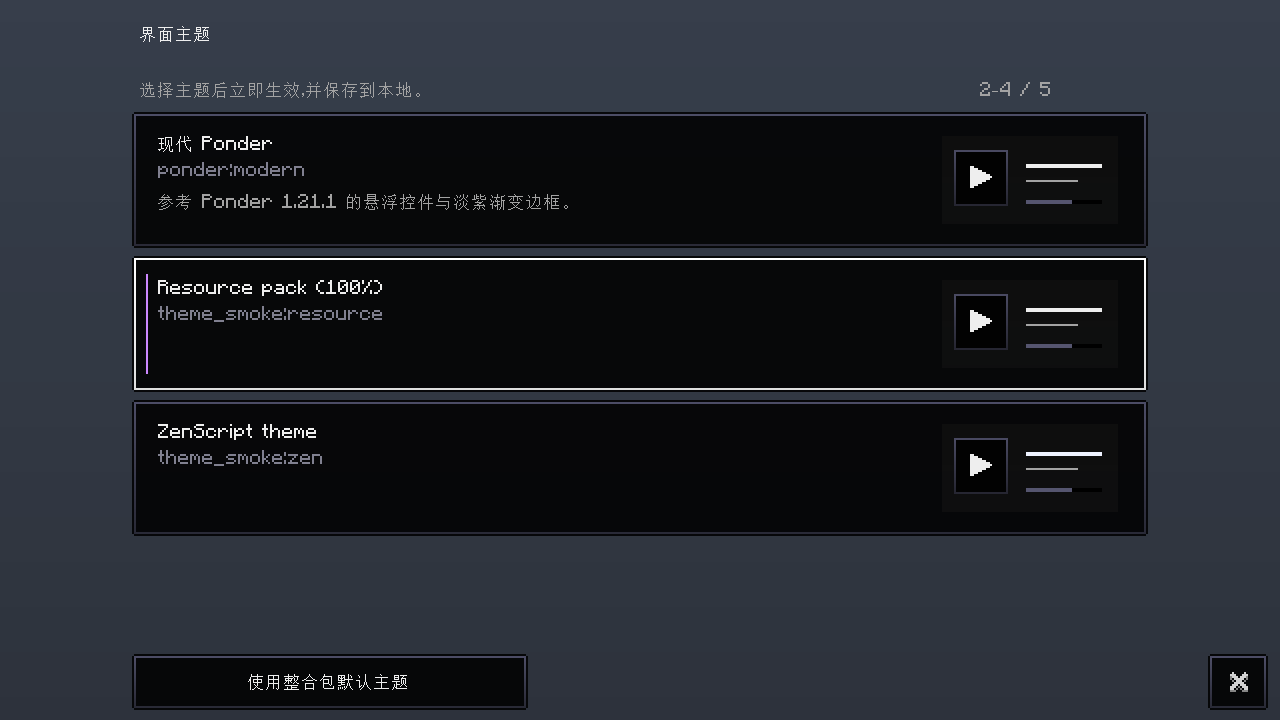 界面主题
选择主题后立即生效,并保存到本地。
2-4 / 5
现代 Ponder
ponder:modern
参考 Ponder 1.21.1 的悬浮控件与淡紫渐变边框。
Resource pack (100%)
theme_smoke:resource
ZenScript theme
theme_smoke:zen
使用整合包默认主题